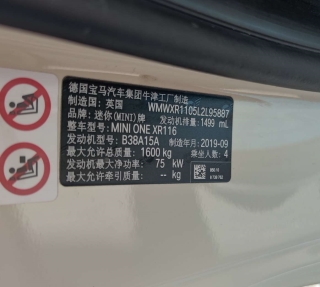 德国宝马汽车集团牛津工厂制造
制造国：英国 WMWXR1105L2L95887
品牌：迷你(MINI)牌 发动机排量：1499 mL
整车型号：MINI ONE XR116
发动机型号：B38A15A 制造年月：2019-09
最大允许总质量：1600 kg 乘坐人数：4
发动机最大净功率：75 kW
最大允许牵引质量：-- kg